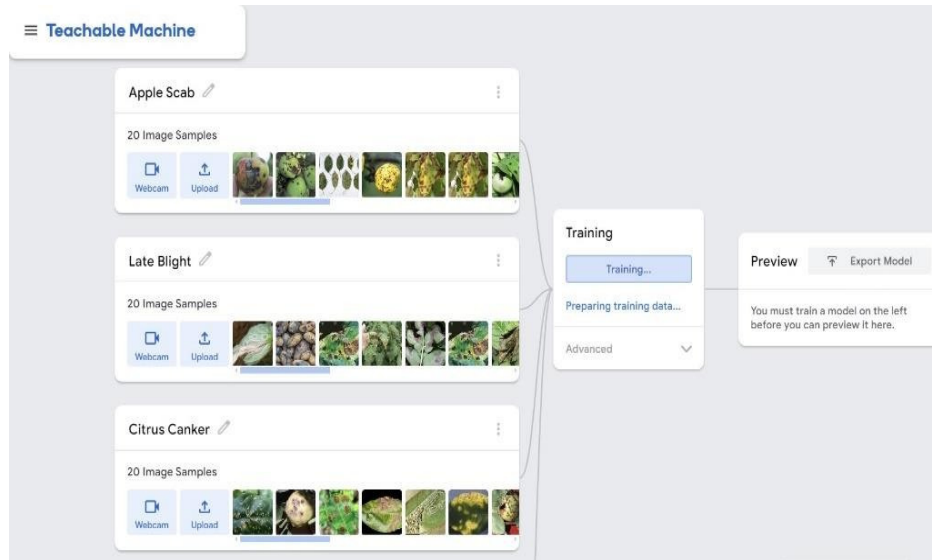 Teachable Machine
Apple Scab
20 Image Samples
Webcam
Upload
Late Blight
20 Image Samples
Webcam
Upload
Citrus Canker
20 Image Samples
Webcam
Upload
Training
Training...
Preparing training data...
Advanced
Preview
Export Model
You must train a model on the left
before you can preview it here.